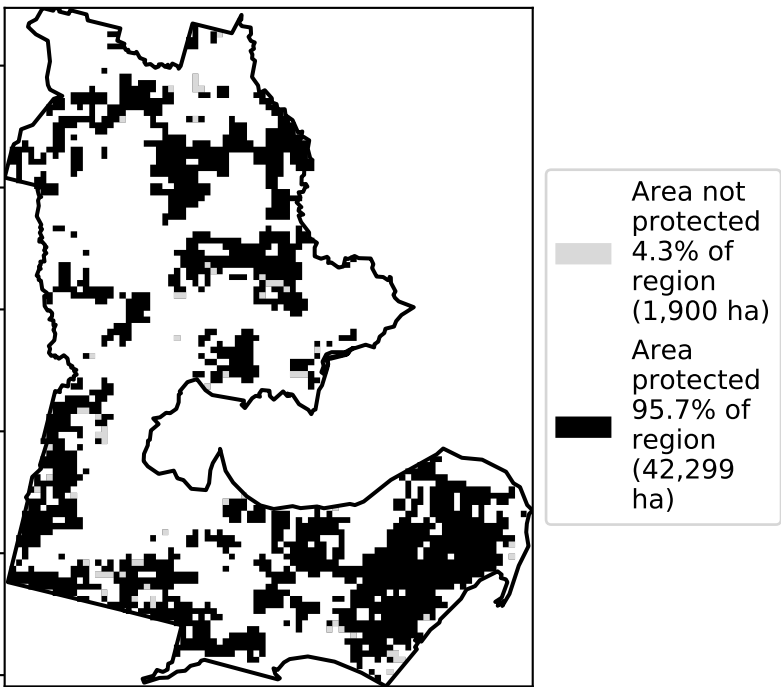 Area not
protected
4.3% of
region
(1,900 ha)
Area
protected
95.7% of
region
(42,299
ha)